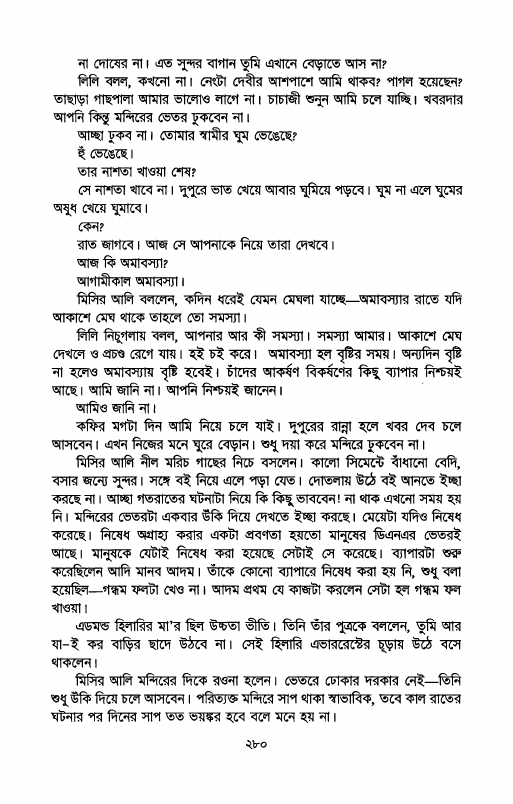 না দোষের না। এত সুন্দর বাগান তুমি এখানে বেড়াতে আস না?
লিলি বলল, কখনো না। নেংটা দেবীর আশপাশে আমি থাকব? পাগল হয়েছেন?
তাছাড়া গাছপালা আমার ভালোও লাগে না। চাচাজী শুনুন আমি চলে যাচ্ছি। খবরদার
আপনি কিন্তু মন্দিরের ভেতর ঢুকবেন না।
আচ্ছা ঢুকব না। তোমার স্বামীর ঘুম ভেঙেছে?
হুঁ ভেঙেছে।
তার নাশতা খাওয়া শেষ?
সে নাশতা খাবে না। দুপুরে ভাত খেয়ে আবার ঘুমিয়ে পড়বে। ঘুম না এলে ঘুমের
অষুধ খেয়ে ঘুমাবে।
কেন?
রাত জাগবে। আজ সে আপনাকে নিয়ে তারা দেখবে।
আজ কি অমাবস্যা?
আগামীকাল অমাবস্যা।
মিসির আলি বললেন, কদিন ধরেই যেমন মেঘলা যাচ্ছে—অমাবস্যার রাতে যদি
আকাশে মেঘ থাকে তাহলে তো সমস্যা।
লিলি নিচুগলায় বলল, আপনার আর কী সমস্যা। সমস্যা আমার। আকাশে মেঘ
দেখলে ও প্রচণ্ড রেগে যায়। হই চই করে। অমাবস্যা হল বৃষ্টির সময়। অন্যদিন বৃষ্টি
না হলেও অমাবস্যায় বৃষ্টি হবেই। চাঁদের আকর্ষণ বিকর্ষণের কিছু ব্যাপার নিশ্চয়ই
আছে। আমি জানি না। আপনি নিশ্চয়ই জানেন।
আমিও জানি না।
কফির মগটা দিন আমি নিয়ে চলে যাই। দুপুরের রান্না হলে খবর দেব চলে
আসবেন। এখন নিজের মনে ঘুরে বেড়ান। শুধু দয়া করে মন্দিরে ঢুকবেন না।
মিসির আলি নীল মরিচ গাছের নিচে বসলেন। কালো সিমেন্টে বাঁধানো বেদি,
বসার জন্যে সুন্দর। সঙ্গে বই নিয়ে এলে পড়া যেত। দোতলায় উঠে বই আনতে ইচ্ছা
করছে না। আচ্ছা গতরাতের ঘটনাটা নিয়ে কি কিছু ভাববেন! না থাক এখনো সময় হয়
নি। মন্দিরের ভেতরটা একবার উঁকি দিয়ে দেখতে ইচ্ছা করছে। মেয়েটা যদিও নিষেধ
করেছে। নিষেধ অগ্রাহ্য করার একটা প্রবণতা হয়তো মানুষের ডিএনএর ভেতরই
আছে। মানুষকে যেটাই নিষেধ করা হয়েছে সেটাই সে করেছে। ব্যাপারটা শুরু
করেছিলেন আদি মানব আদম। তাঁকে কোনো ব্যাপারে নিষেধ করা হয় নি, শুধু বলা
হয়েছিল—গন্ধম ফলটা খেও না। আদম প্রথম যে কাজটা করলেন সেটা হল গন্ধম ফল
খাওয়া।
এডমন্ড হিলারির মা'র ছিল উচ্চতা ভীতি। তিনি তাঁর পুত্রকে বললেন, তুমি আর
যা-ই কর বাড়ির ছাদে উঠবে না। সেই হিলারি এভারেস্টের চূড়ায় উঠে বসে
থাকলেন।
মিসির আলি মন্দিরের দিকে রওনা হলেন। ভেতরে ঢোকার দরকার নেই—তিনি
শুধু উঁকি দিয়ে চলে আসবেন। পরিত্যক্ত মন্দিরে সাপ থাকা স্বাভাবিক, তবে কাল রাতের
ঘটনার পর দিনের সাপ তত ভয়ঙ্কর হবে বলে মনে হয় না।
২৮০